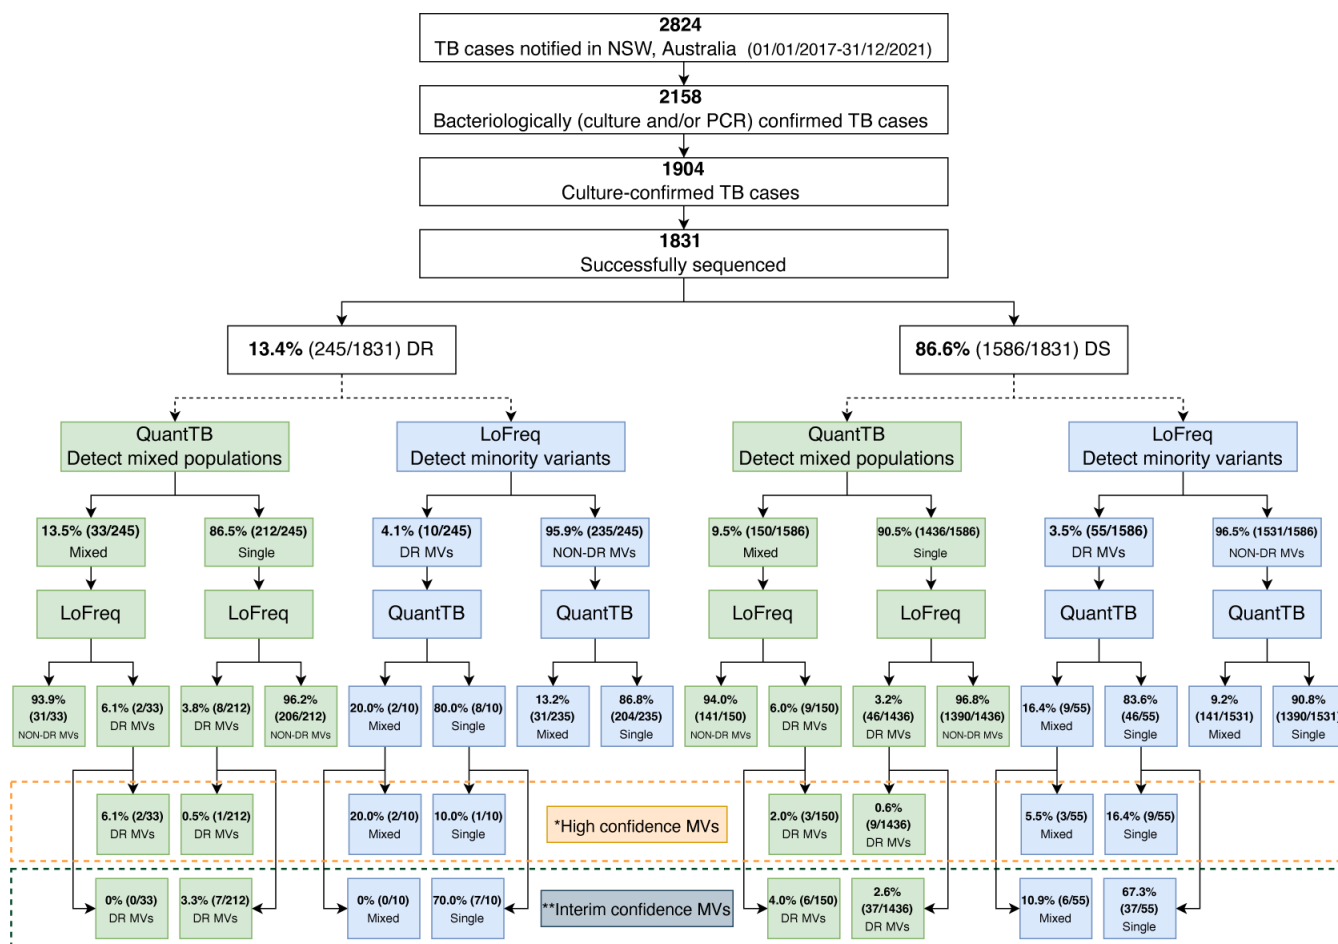 2824
TB cases notified in NSW, Australia (01/01/2017-31/12/2021)
2158
Bacteriologically (culture and/or PCR) confirmed TB cases
1904
Culture-confirmed TB cases
1831
Successfully sequenced
13.4% (245/1831) DR
86.6% (1586/1831) DS
QuantTB
Detect mixed populations
LoFreq
Detect minority variants
QuantTB
Detect mixed populations
LoFreq
Detect minority variants
13.5% (33/245)
Mixed
86.5% (212/245)
Single
4.1% (10/245)
DR MVs
95.9% (235/245)
NON-DR MVs
9.5% (150/1586)
Mixed
90.5% (1436/1586)
Single
3.5% (55/1586)
DR MVs
96.5% (1531/1586)
NON-DR MVs
LoFreq
LoFreq
QuantTB
QuantTB
LoFreq
LoFreq
QuantTB
QuantTB
93.9%
(31/33)
NON-DR MVs
6.1% (2/33)
DR MVs
3.8% (8/212)
DR MVs
96.2%
(206/212)
NON-DR MVs
20.0% (2/10)
Mixed
80.0% (8/10)
Single
13.2%
(31/235)
Mixed
86.8%
(204/235)
Single
94.0%
(141/150)
NON-DR MVs
6.0% (9/150)
DR MVs
3.2%
(46/1436)
DR MVs
96.8%
(1390/1436)
NON-DR MVs
16.4% (9/55)
Mixed
83.6%
(46/55)
Single
9.2%
(141/1531)
Mixed
90.8%
(1390/1531)
Single
6.1% (2/33)
DR MVs
0.5% (1/212)
DR MVs
20.0% (2/10)
Mixed
10.0% (1/10)
Single
*High confidence MVs
2.0% (3/150)
DR MVs
0.6%
(9/1436)
DR MVs
5.5% (3/55)
Mixed
16.4% (9/55)
Single
0% (0/33)
DR MVs
3.3% (7/212)
DR MVs
0% (0/10)
Mixed
70.0% (7/10)
Single
**Interim confidence MVs
4.0% (6/150)
DR MVs
2.6%
(37/1436)
DR MVs
10.9% (6/55)
Mixed
67.3%
(37/55)
Single